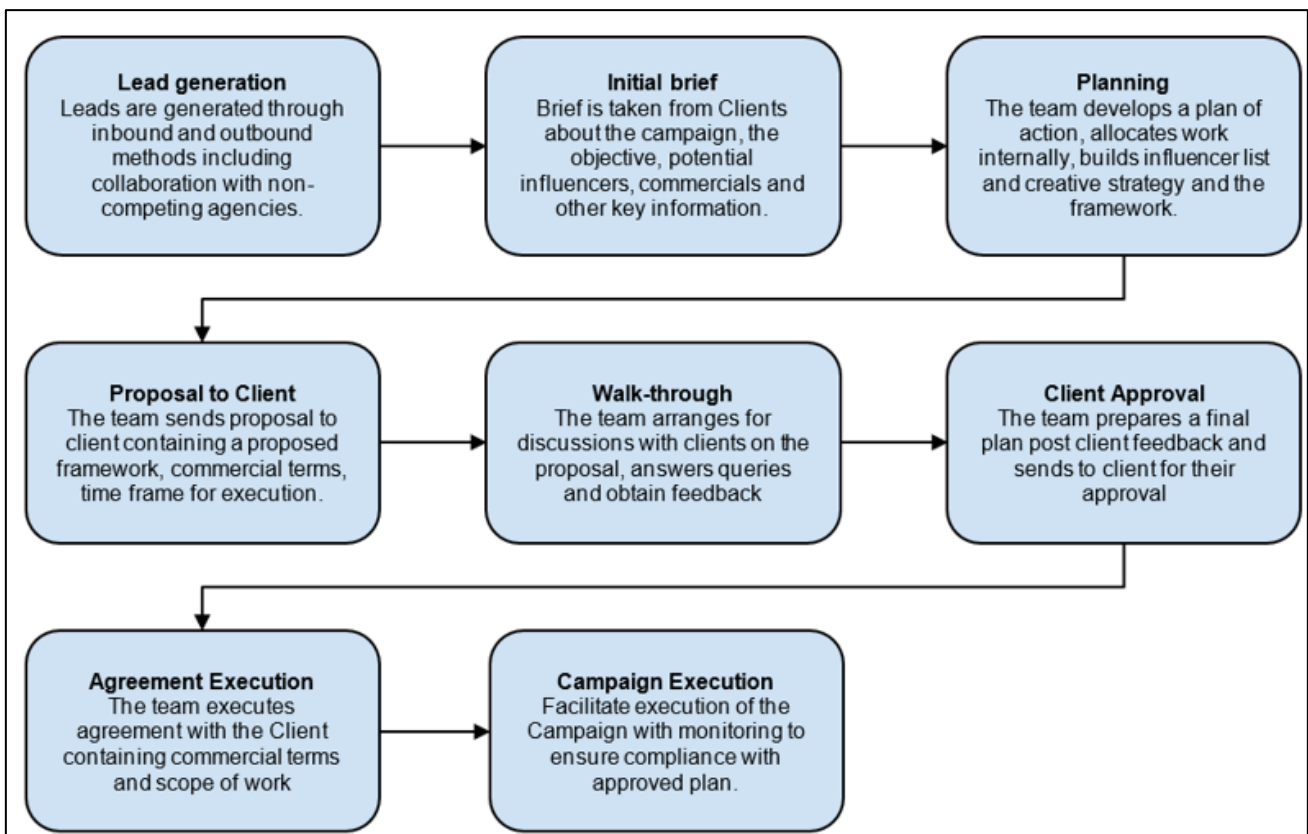 Lead generation
Leads are generated through
inbound and outbound
methods including
collaboration with non-
competing agencies.
Initial brief
Brief is taken from Clients
about the campaign, the
objective, potential
influencers, commercials and
other key information.
Planning
The team develops a plan of
action, allocates work
internally, builds influencer list
and creative strategy and the
framework.
Proposal to Client
The team sends proposal to
client containing a proposed
framework, commercial terms,
time frame for execution.
Walk-through
The team arranges for
discussions with clients on the
proposal, answers queries
and obtain feedback
Client Approval
The team prepares a final
plan post client feedback and
sends to client for their
approval
Agreement Execution
The team executes
agreement with the Client
containing commercial terms
and scope of work
Campaign Execution
Facilitate execution of the
Campaign with monitoring to
ensure compliance with
approved plan.